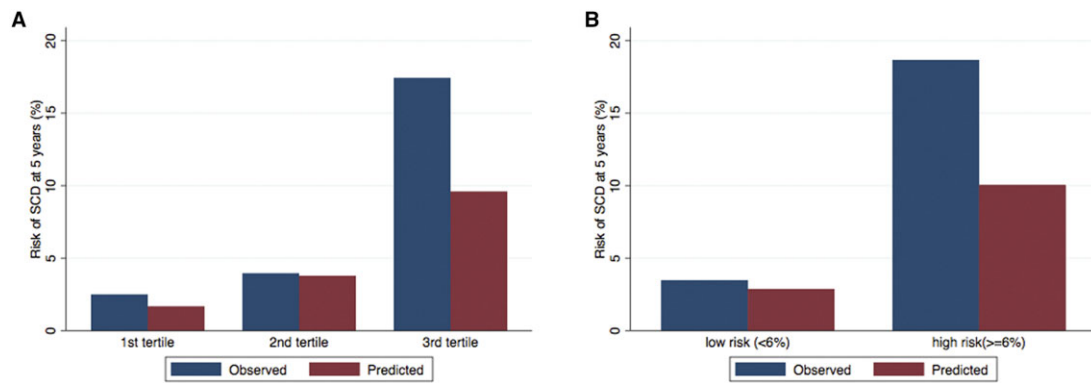 A
Risk of SCD at 5 years (%)
20
15
10
5
0
1st tertile 2nd tertile 3rd tertile
Observed Predicted
B
Risk of SCD at 5 years (%)
20
15
10
5
0
low risk (<6%) high risk(>=6%)
Observed Predicted